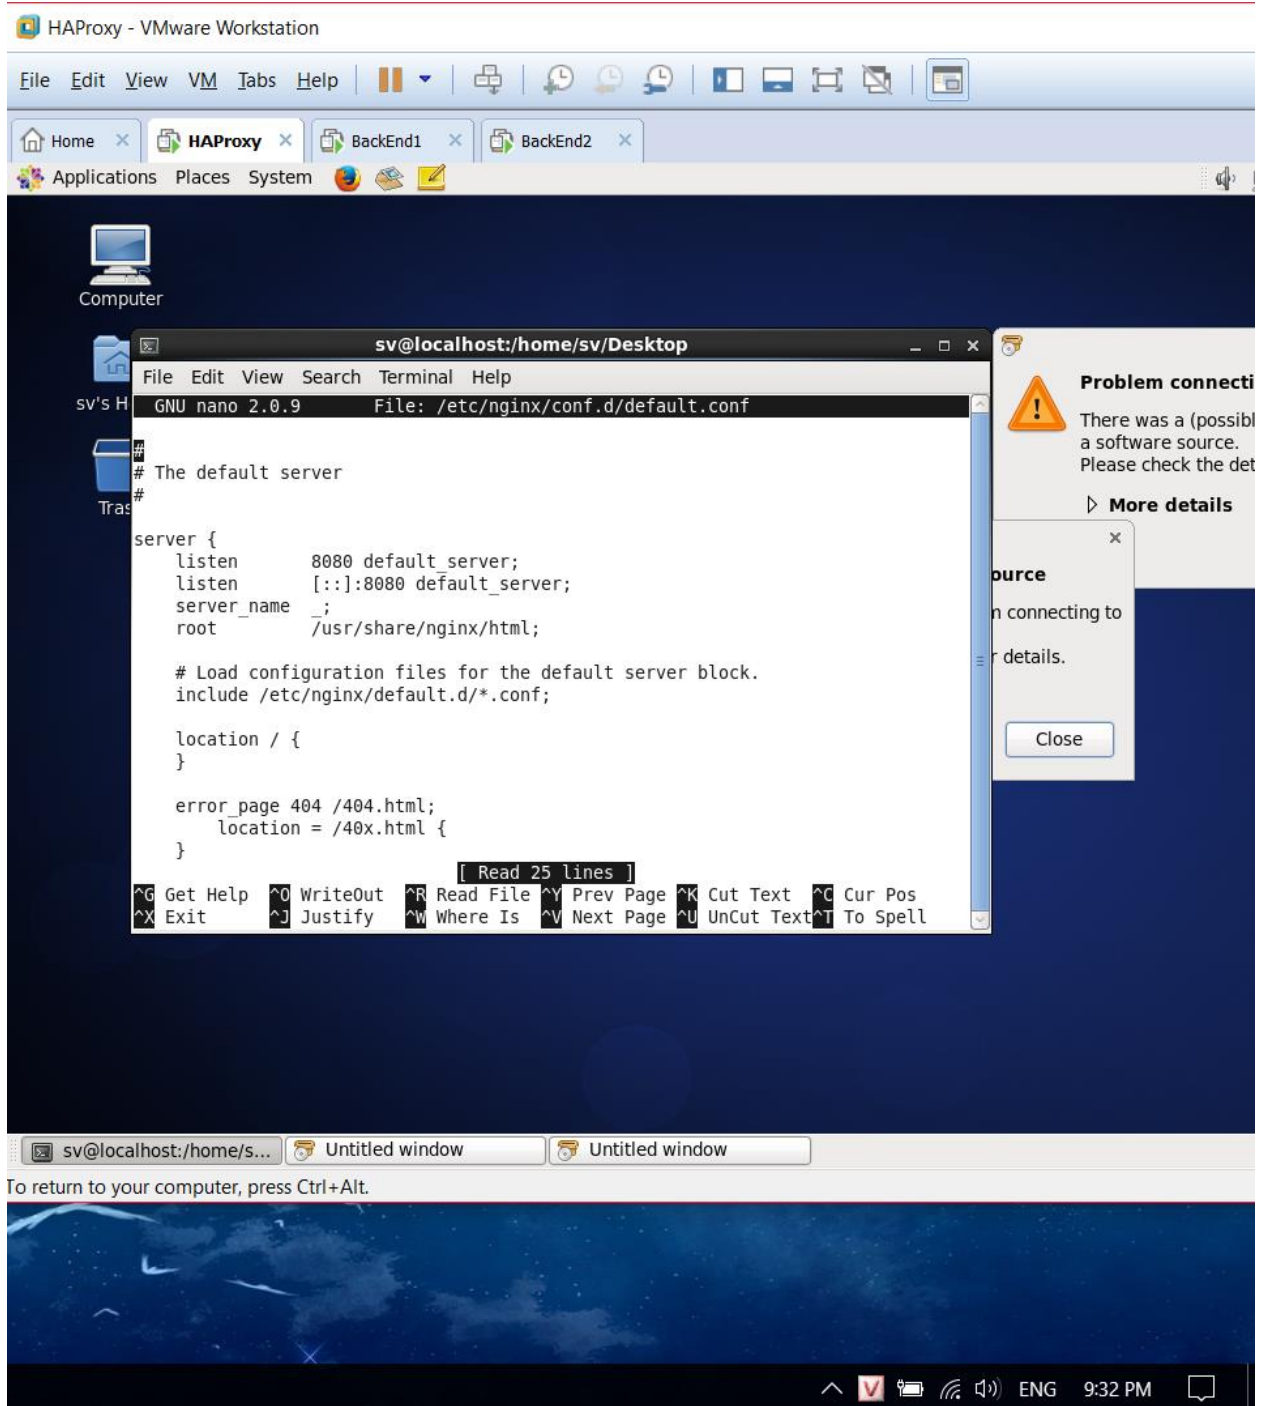 HAProxy - VMware Workstation
File Edit View VM Tabs Help
Home HAProxy BackEnd1 BackEnd2
Applications Places System
Computer
sv's H
Tras
sv@localhost:/home/sv/Desktop
File Edit View Search Terminal Help
GNU nano 2.0.9 File: /etc/nginx/conf.d/default.conf
#
# The default server
#
server {
listen 8080 default_server;
listen [::]:8080 default_server;
server_name _;
root /usr/share/nginx/html;
# Load configuration files for the default server block.
include /etc/nginx/default.d/*.conf;
location / {
}
error_page 404 /404.html;
location = /40x.html {
}
[ Read 25 lines ]
^G Get Help ^O WriteOut ^R Read File ^Y Prev Page ^K Cut Text ^C Cur Pos
^X Exit ^J Justify ^W Where Is ^V Next Page ^U UnCut Text ^T To Spell
Problem connecti
There was a (possibl
a software source.
Please check the det
More details
ource
n connecting to
r details.
Close
sv@localhost:/home/s... Untitled window Untitled window
To return to your computer, press Ctrl+Alt.
V ENG 9:32 PM